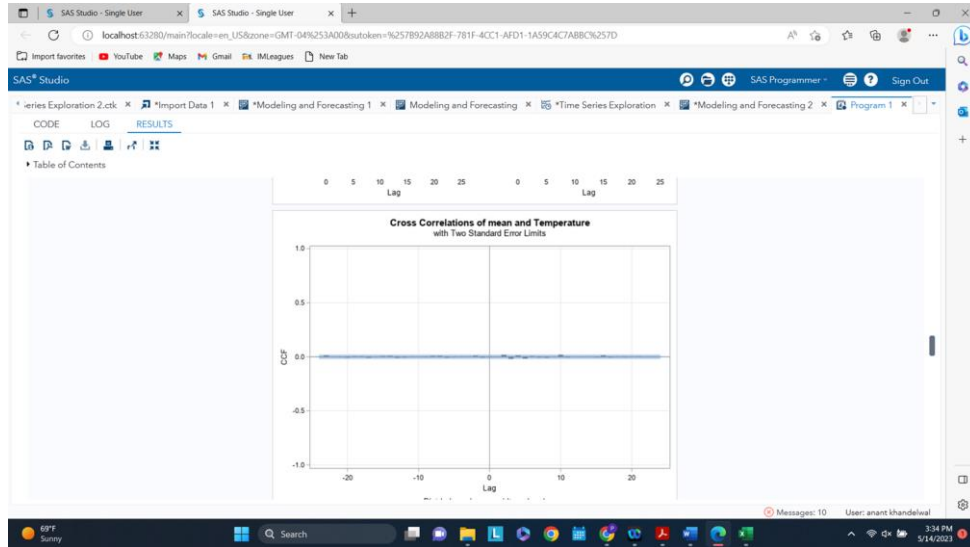 SAS Studio - Single User
SAS Studio - Single User
localhost:63280/main?locale=en_US&zone=GMT-04%253A00&sutoken=%257B92A88B2F-781F-4CC1-AFD1-1A59C4C7ABBC%257D
Import favorites YouTube Maps Gmail IMLeagues New Tab
SAS® Studio SAS Programmer Sign Out
Series Exploration 2.ctk *Import Data 1 *Modeling and Forecasting 1 Modeling and Forecasting *Time Series Exploration *Modeling and Forecasting 2 Program 1
CODE LOG RESULTS
Table of Contents
0 5 10 15 20 25 0 5 10 15 20 25
Lag Lag
Cross Correlations of mean and Temperature
with Two Standard Error Limits
1.0
0.5
CCF 0.0
-0.5
-1.0
-20 -10 0 10 20
Lag
Messages: 10 User: anant khandelwal
69°F
Sunny
Search
3:34 PM
5/14/2023